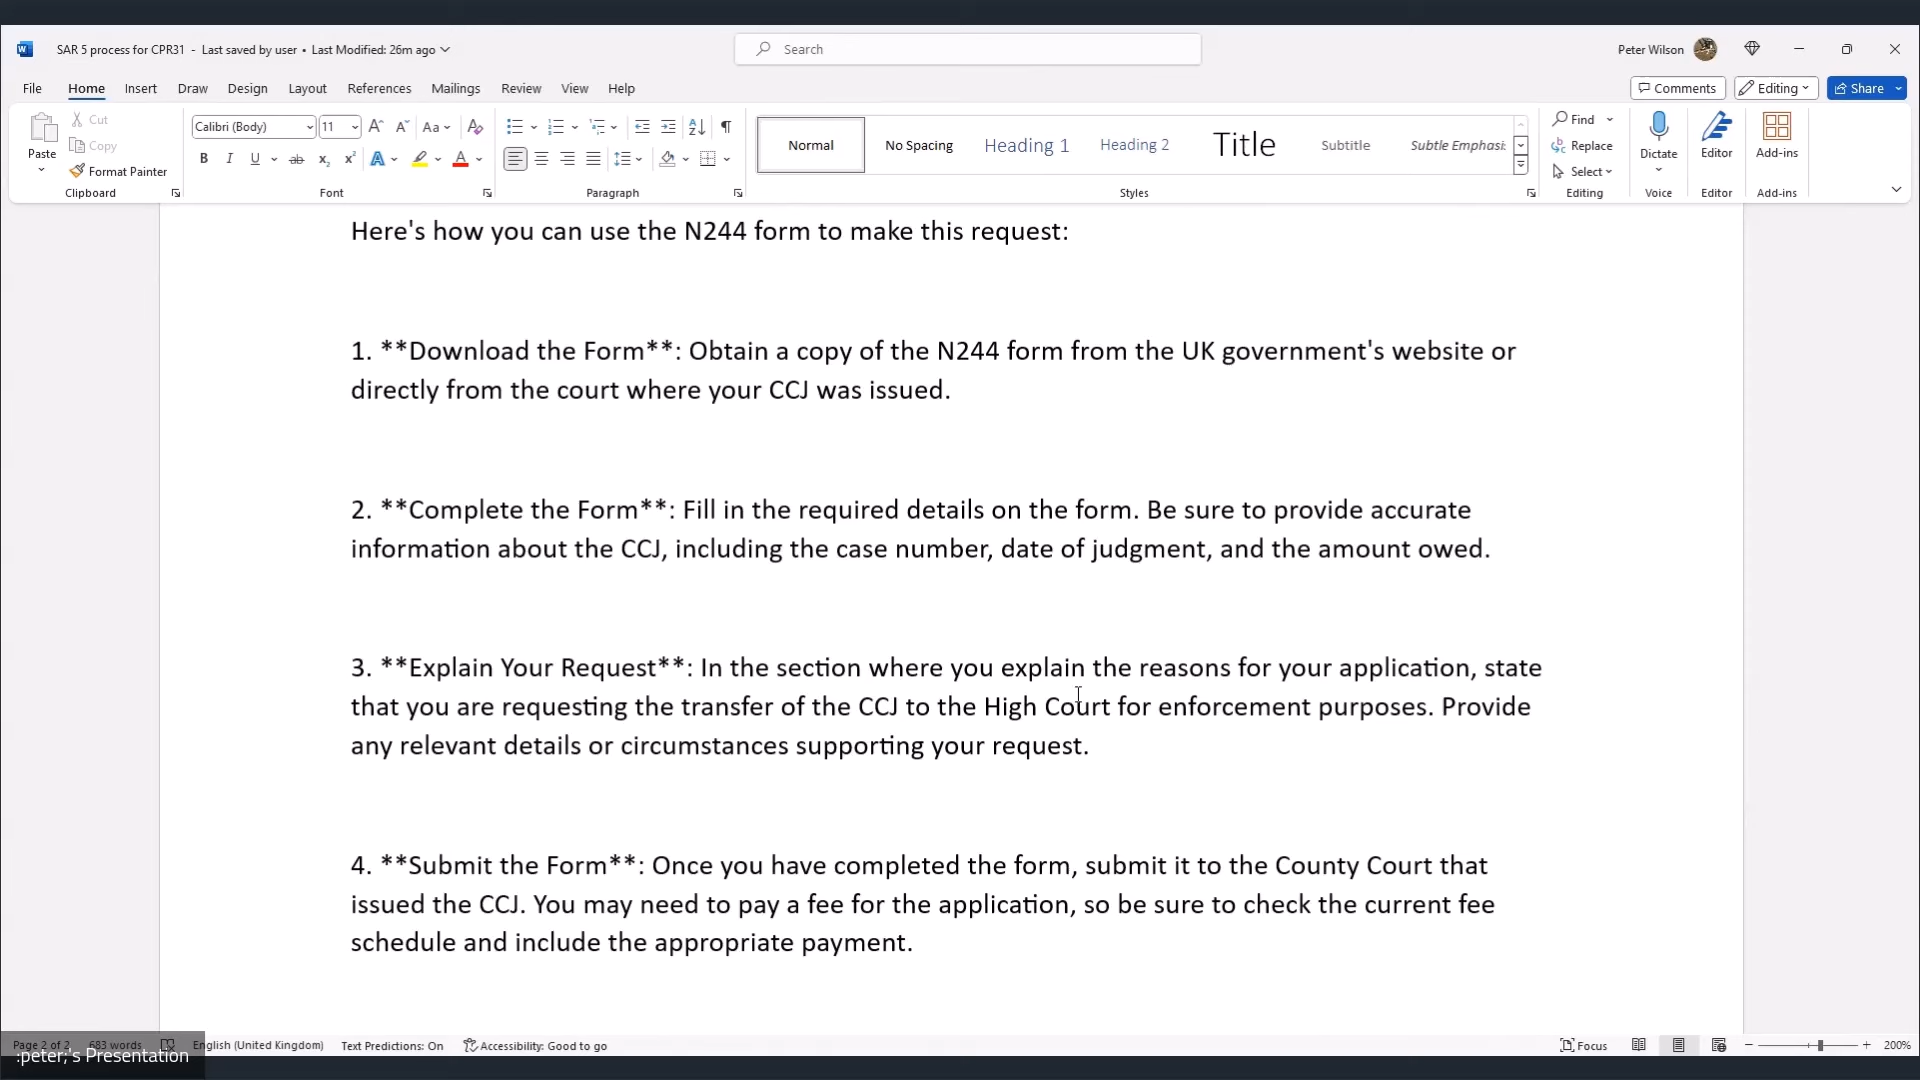 SAR 5 process for CPR31 - Last saved by user • Last Modified: 26m ago
Search
Peter Wilson
File Home Insert Draw Design Layout References Mailings Review View Help
Comments Editing Share
Paste
Cut
Copy
Format Painter
Clipboard
Calibri (Body) 11
Font
Paragraph
Normal No Spacing Heading 1 Heading 2 Title Subtitle Subtle Emphasi:
Styles
Find
Replace
Select
Editing
Dictate
Voice
Editor
Editor
Add-ins
Add-ins
Here's how you can use the N244 form to make this request:
1. **Download the Form**: Obtain a copy of the N244 form from the UK government's website or
directly from the court where your CCJ was issued.
2. **Complete the Form**: Fill in the required details on the form. Be sure to provide accurate
information about the CCJ, including the case number, date of judgment, and the amount owed.
3. **Explain Your Request**: In the section where you explain the reasons for your application, state
that you are requesting the transfer of the CCJ to the High Court for enforcement purposes. Provide
any relevant details or circumstances supporting your request.
4. **Submit the Form**: Once you have completed the form, submit it to the County Court that
issued the CCJ. You may need to pay a fee for the application, so be sure to check the current fee
schedule and include the appropriate payment.
Page 2 of 2 683 words English (United Kingdom) Text Predictions: On Accessibility: Good to go Focus 200%
:peter;'s Presentation